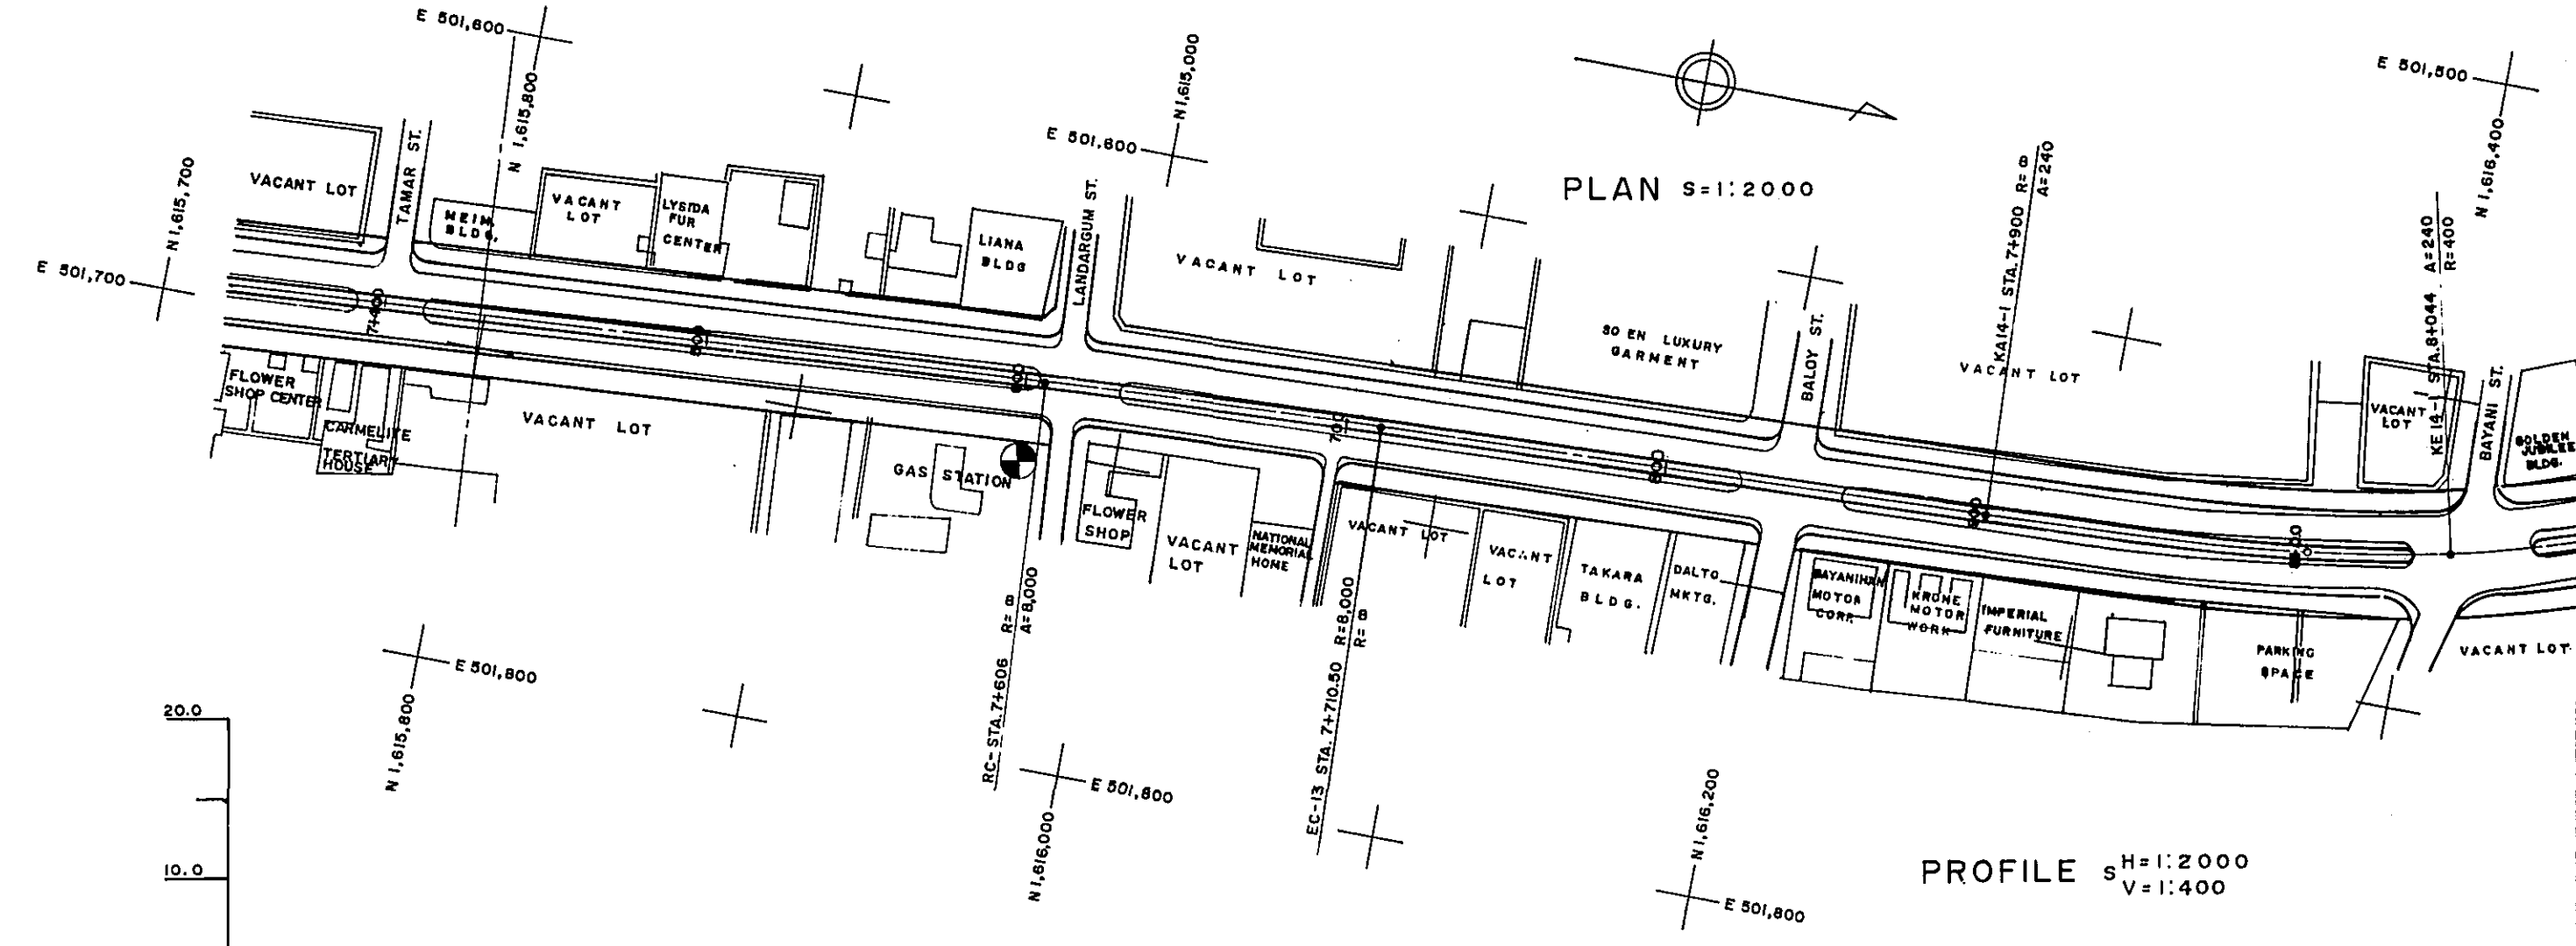 E 501,600
N 1,615,800
N 1,615,000
E 501,600
E 501,500
N 1,616,400
N 1,615,700
E 501,700
PLAN S=1:2000
VACANT LOT
TAMAR ST.
VACANT
LOT
LYSIDA
FUR
CENTER
LIANA
BLDG
LANDARGUM ST.
VACANT LOT
SO EN LUXURY
GARMENT
BALOY ST.
KA14-1 STA.7+900 R=8
A=240
VACANT LOT
VACANT
LOT
KE14-1 STA.8+044 A=240
R=400
BAYANI ST.
GOLDEN
JUBILEE
BLDG.
FLOWER
SHOP CENTER
CARMELITE
TERTIARY
HOUSE
VACANT LOT
GAS STATION
FLOWER
SHOP
VACANT
LOT
NATIONAL
MEMORIAL
HOME
VACANT LOT
VACANT
LOT
TAKARA
BLDG.
DALTO
MKTG.
BAYANIHAN
MOTOR
CORP.
KRONE
MOTOR
WORK
IMPERIAL
FURNITURE
PARKING
SPACE
VACANT LOT
RC-STA.7+606 R=8
A=8,000
EC-13 STA.7+710.50 R=8,000
R=8
E 501,800
N 1,615,800
E 501,800
N 1,616,000
N 1,616,200
E 501,800
20.0
10.0
PROFILE S H=1:2000
V=1:400